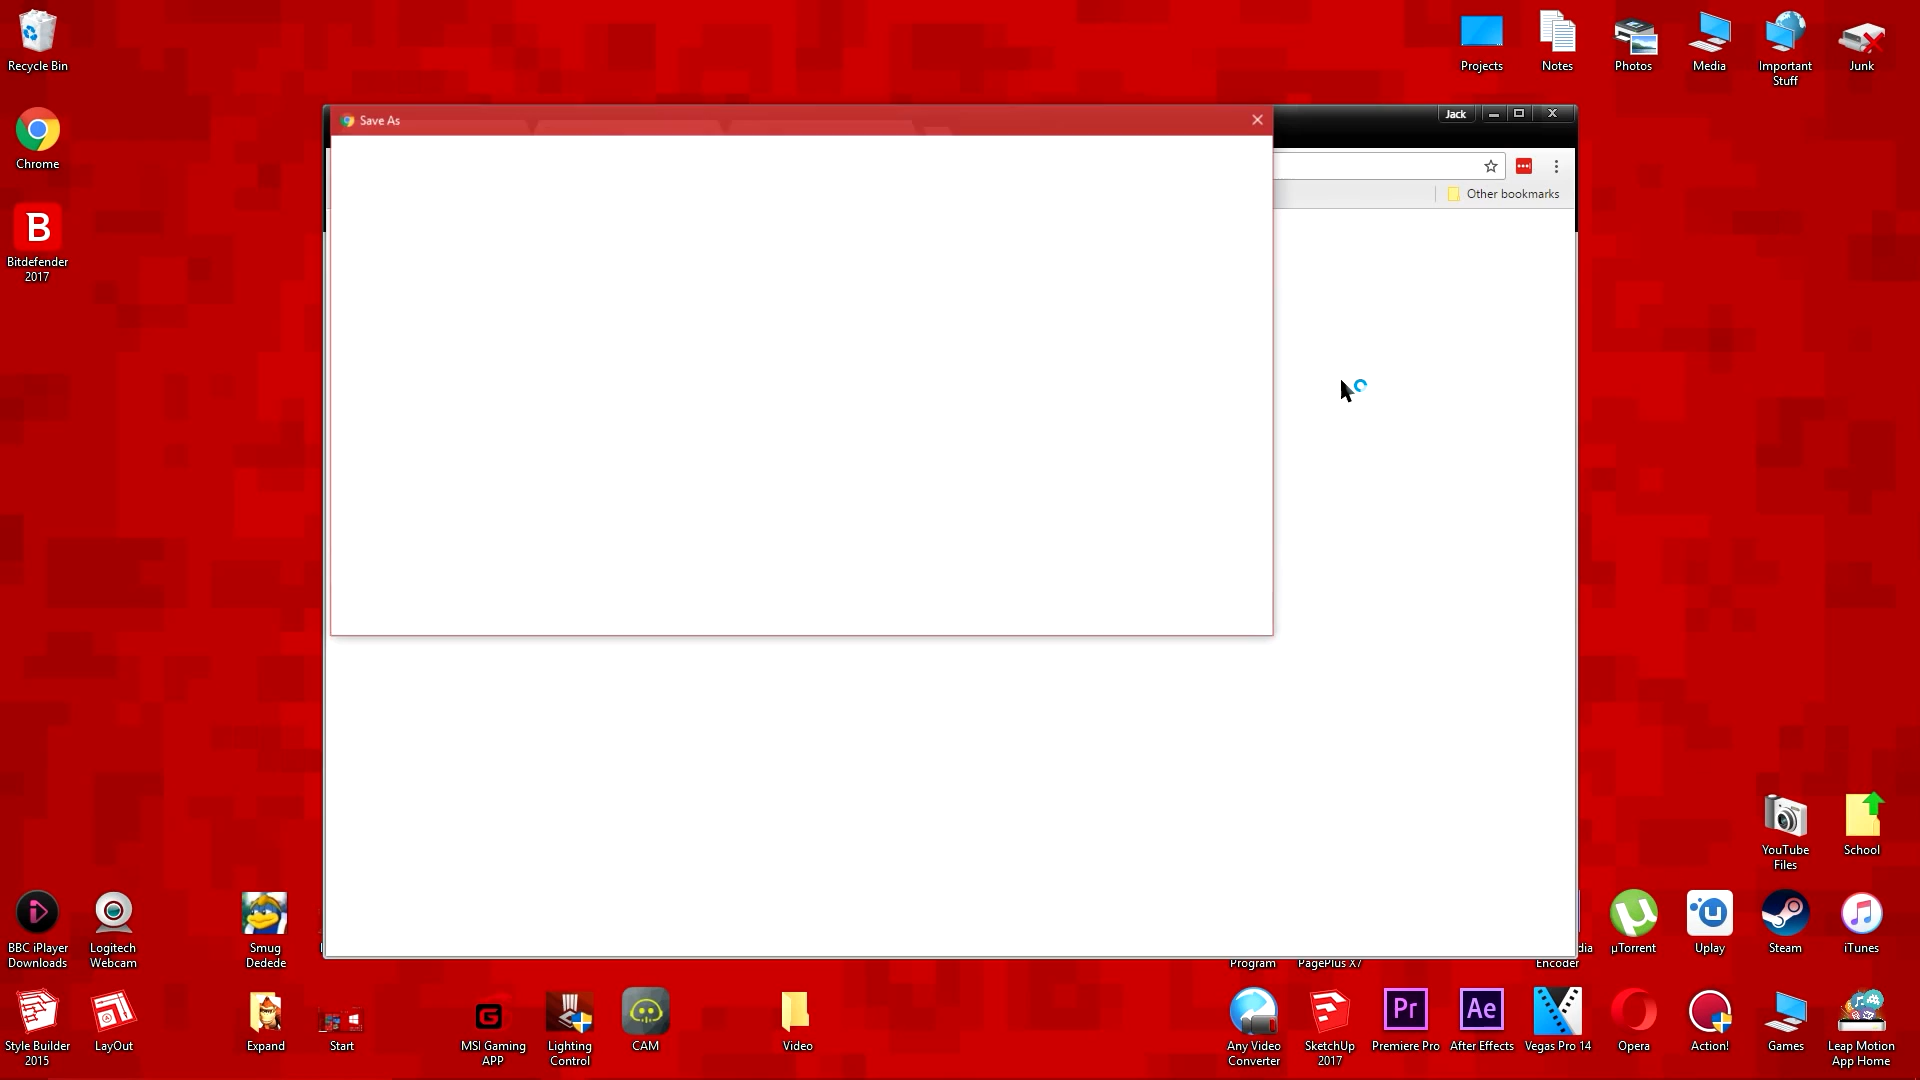 Recycle Bin
Projects
Notes
Photos
Media
Important
Stuff
Junk
Save As
Jack
Chrome
Other bookmarks
B
Bitdefender
2017
YouTube
Files
School
BBC iPlayer
Downloads
Logitech
Webcam
Smug
Dedede
Program
PagePlus X7
dia
Encoder
µTorrent
Uplay
Steam
iTunes
Style Builder
2015
LayOut
Expand
Start
G
MSI Gaming
APP
Lighting
Control
CAM
Video
Any Video
Converter
SketchUp
2017
Pr
Premiere Pro
Ae
After Effects
Vegas Pro 14
Opera
Action!
Games
Leap Motion
App Home